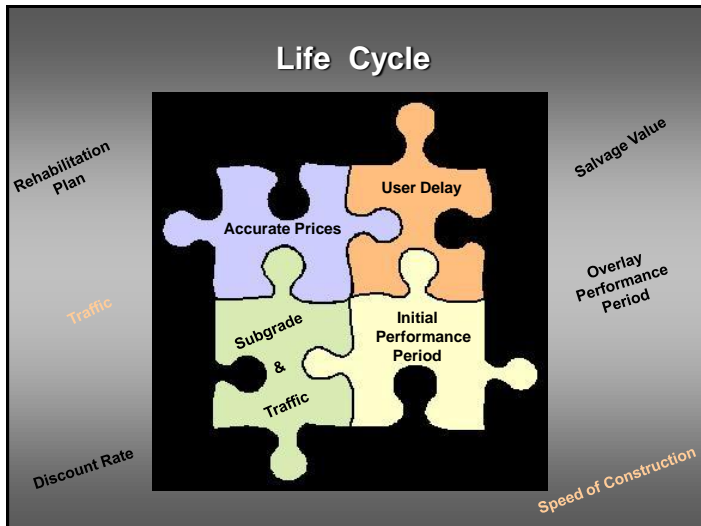 Life Cycle
Rehabilitation
Plan
Salvage Value
User Delay
Accurate Prices
Overlay
Performance
Period
Traffic
Subgrade
&
Traffic
Initial
Performance
Period
Discount Rate
Speed of Construction